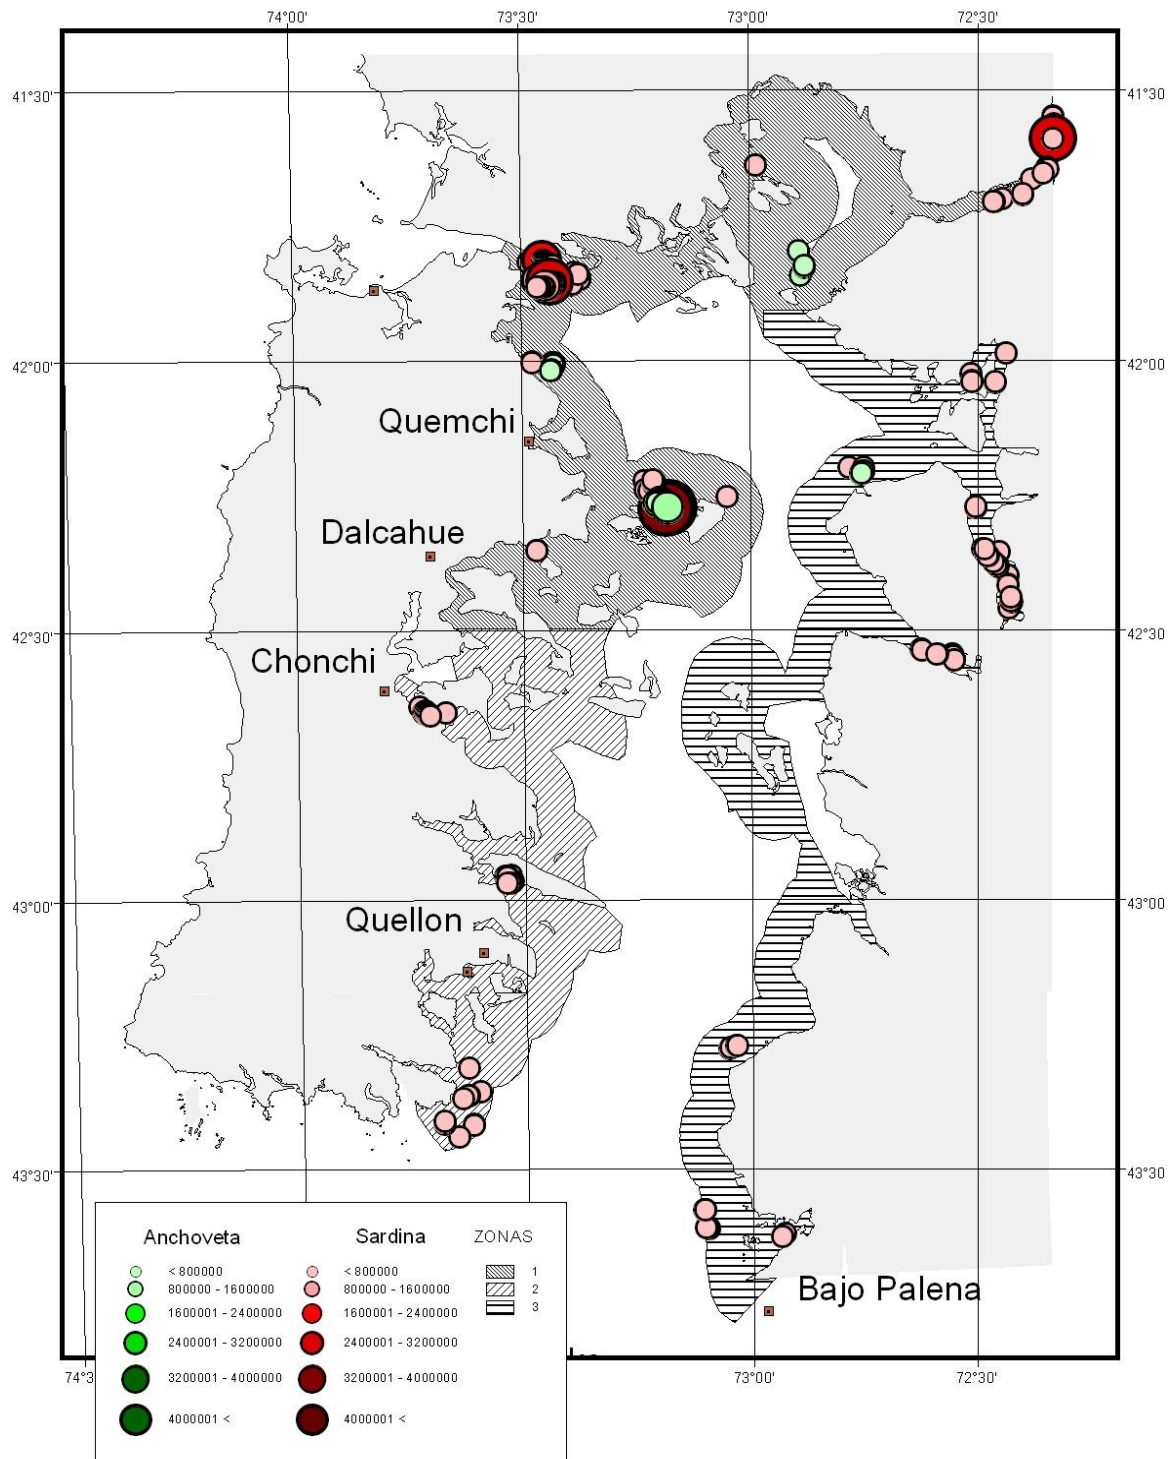 74°00' 73°30' 73°00' 72°30'
41°30' 41°30'
42°00' 42°00'
Quemchi
Dalcahue
42°30' 42°30'
Chonchi
43°00' 43°00'
Quellon
43°30' 43°30'
Bajo Palena
Anchoveta Sardina ZONAS
< 800000 < 800000 1
800000 - 1600000 800000 - 1600000 2
1600001 - 2400000 1600001 - 2400000 3
2400001 - 3200000 2400001 - 3200000
3200001 - 4000000 3200001 - 4000000
4000001 < 4000001 <
73°00' 72°30'